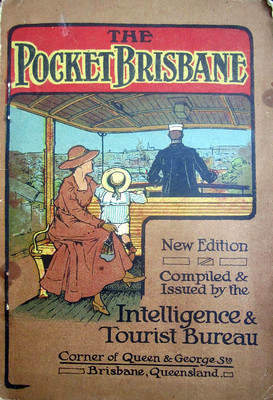 THE
POCKET BRISBANE
New Edition
Compiled &
Issued by the
Intelligence &
Tourist Bureau
Corner of Queen & George Sts
Brisbane, Queensland.